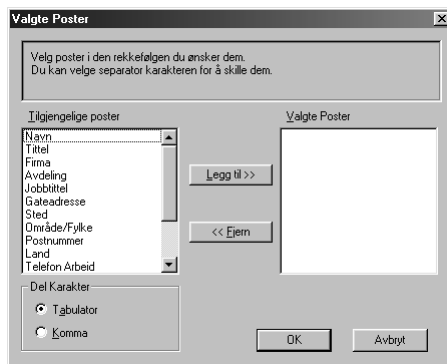 Valgte Poster
Velg poster i den rekkefølgen du ønsker dem.
Du kan velge separator karakteren for å skille dem.
Tilgjengelige poster
Valgte Poster
Navn
Tittel
Firma
Avdeling
Jobbtittel
Gateadresse
Sted
Område/Fylke
Postnummer
Land
Telefon Arbeid
Legg til >>
<< Fjern
Del Karakter
Tabulator
Komma
OK
Avbryt